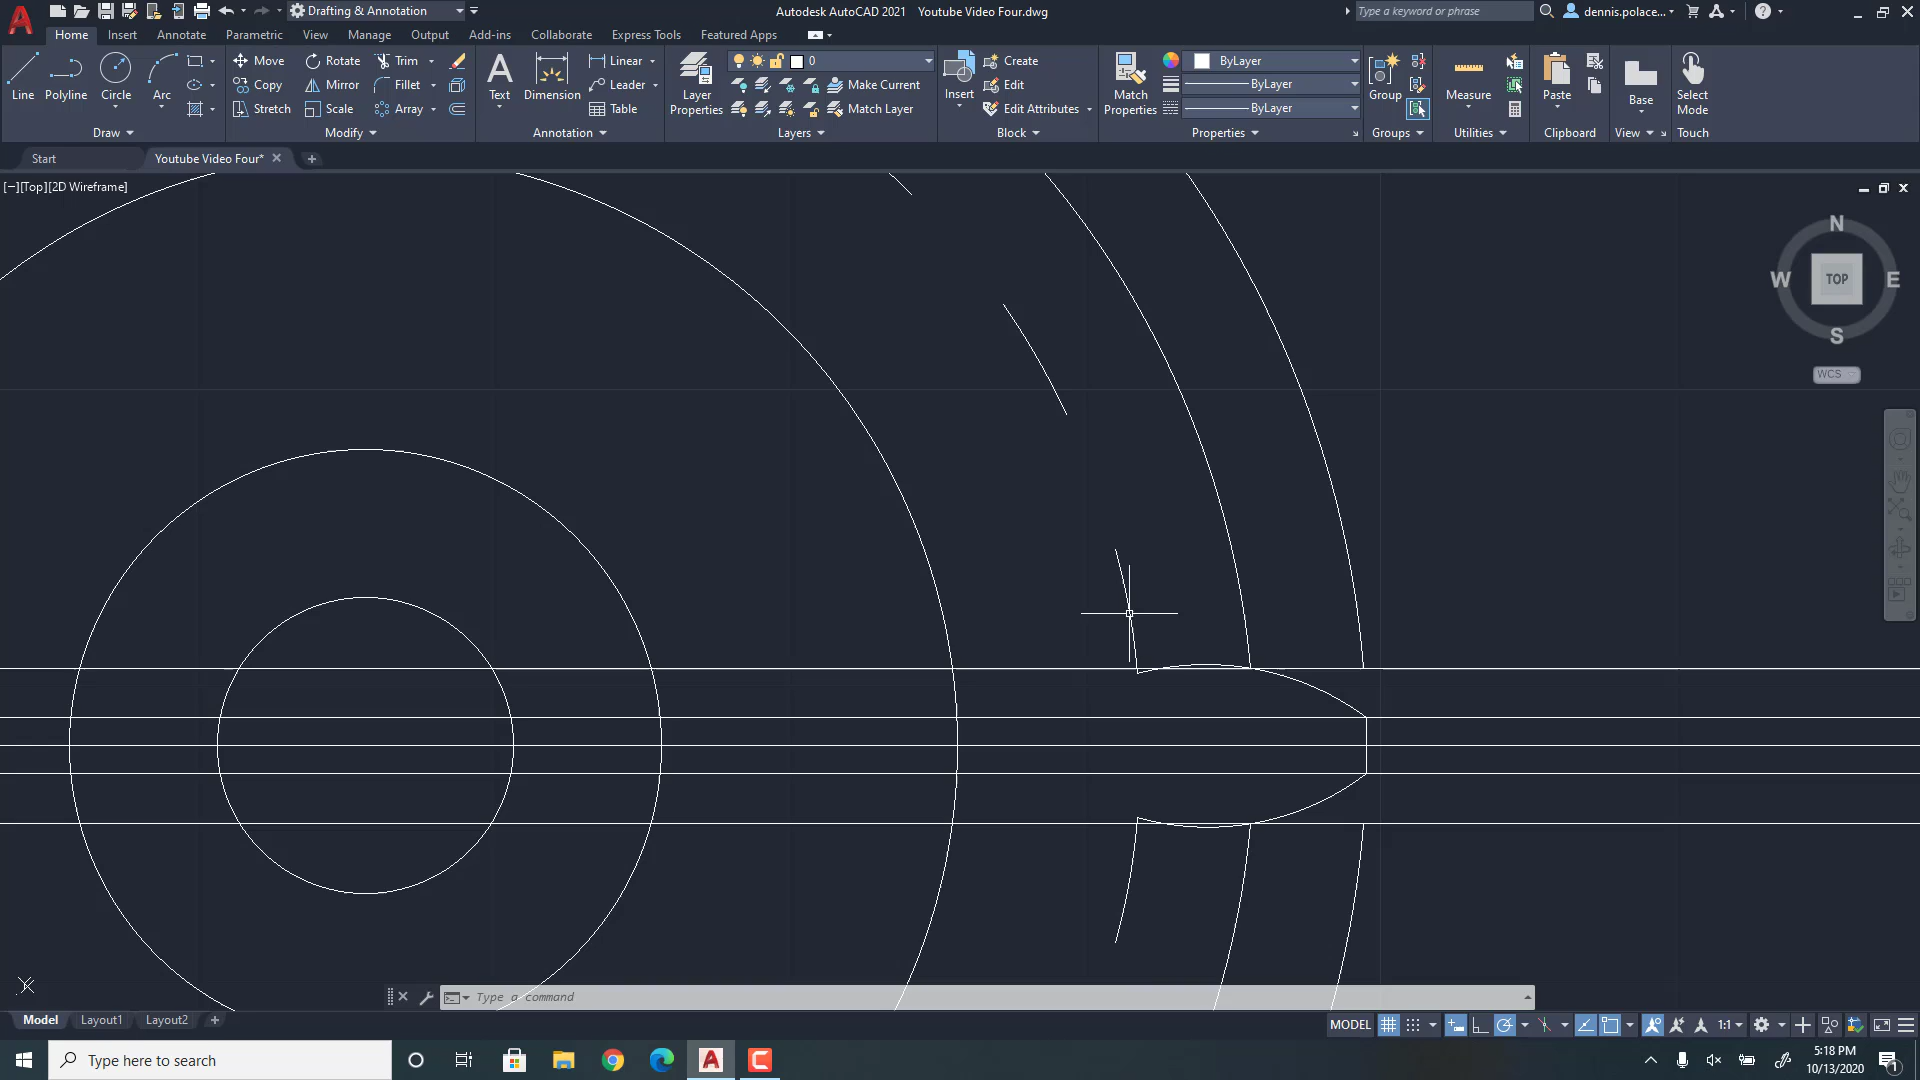 Drafting & Annotation
Autodesk AutoCAD 2021 Youtube Video Four.dwg
Type a keyword or phrase
dennis.polace...
Home Insert Annotate Parametric View Manage Output Add-ins Collaborate Express Tools Featured Apps
Line Polyline Circle Arc
Move Rotate Trim
Copy Mirror Fillet
Stretch Scale Array
Text Dimension
Linear
Leader
Table
Layer
Properties
0
Make Current
Match Layer
Insert
Create
Edit
Edit Attributes
Match
Properties
ByLayer
ByLayer
ByLayer
Group
Measure
Paste
Base
Select
Mode
Draw Modify Annotation Layers Block Properties Groups Utilities Clipboard View Touch
Start Youtube Video Four*
[−][Top][2D Wireframe]
N
W TOP E
S
WCS
Type a command
Model Layout1 Layout2
MODEL 1:1
Type here to search
5:18 PM
10/13/2020
1